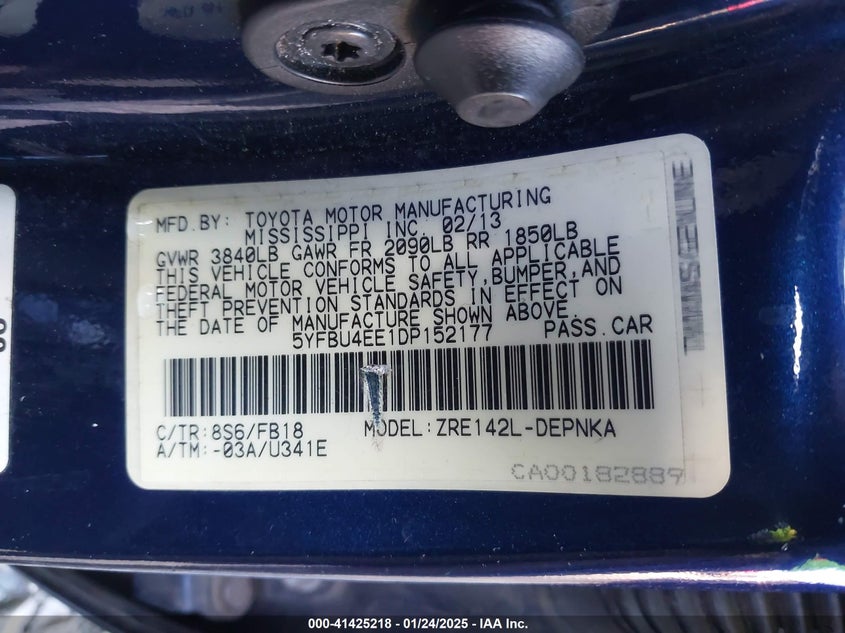 MFD.BY: TOYOTA MOTOR MANUFACTURING
MISSISSIPPI INC. 02/13
GVWR 3840LB GAWR FR 2090LB RR 1850LB
THIS VEHICLE CONFORMS TO ALL APPLICABLE
FEDERAL MOTOR VEHICLE SAFETY,BUMPER,AND
THEFT PREVENTION STANDARDS IN EFFECT ON
THE DATE OF MANUFACTURE SHOWN ABOVE.
5YFBU4EE1DP152177 PASS.CAR
C/TR:8S6/FB18 MODEL:ZRE142L-DEPNKA
A/TM:-03A/U341E
CA00182889
000-41425218 - 01/24/2025 - IAA Inc.